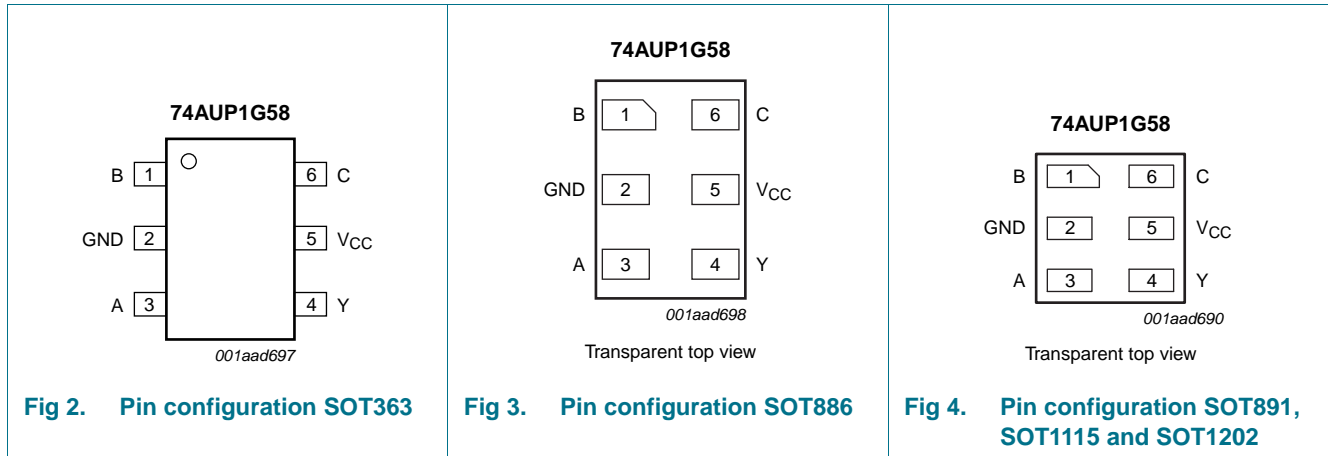 74AUP1G58
B 1 6 C
GND 2 5 VCC
A 3 4 Y
001aad697
Fig 2. Pin configuration SOT363
74AUP1G58
B 1 6 C
GND 2 5 VCC
A 3 4 Y
001aad698
Transparent top view
Fig 3. Pin configuration SOT886
74AUP1G58
B 1 6 C
GND 2 5 VCC
A 3 4 Y
001aad690
Transparent top view
Fig 4. Pin configuration SOT891,
SOT1115 and SOT1202